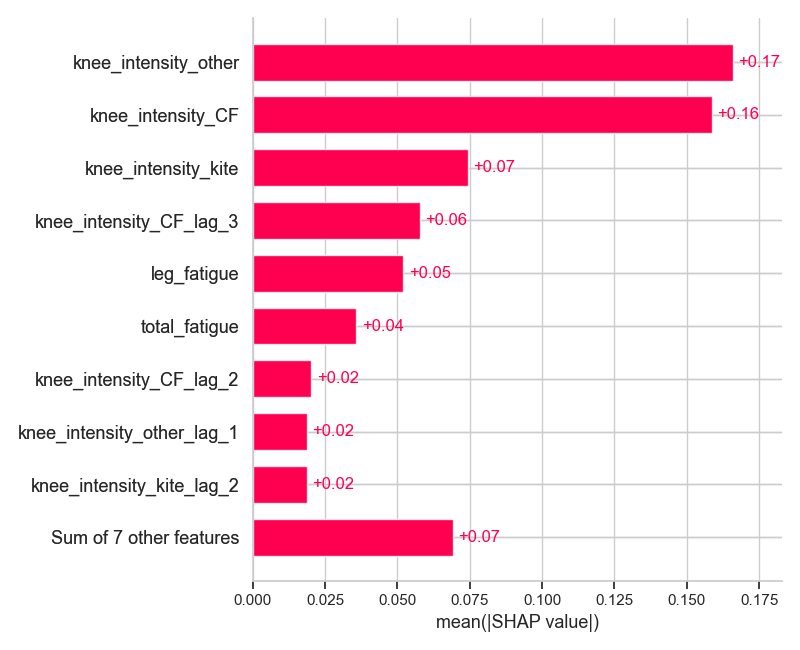 knee_intensity_other +0.17
knee_intensity_CF +0.16
knee_intensity_kite +0.07
knee_intensity_CF_lag_3 +0.06
leg_fatigue +0.05
total_fatigue +0.04
knee_intensity_CF_lag_2 +0.02
knee_intensity_other_lag_1 +0.02
knee_intensity_kite_lag_2 +0.02
Sum of 7 other features +0.07
0.000 0.025 0.050 0.075 0.100 0.125 0.150 0.175
mean(|SHAP value|)